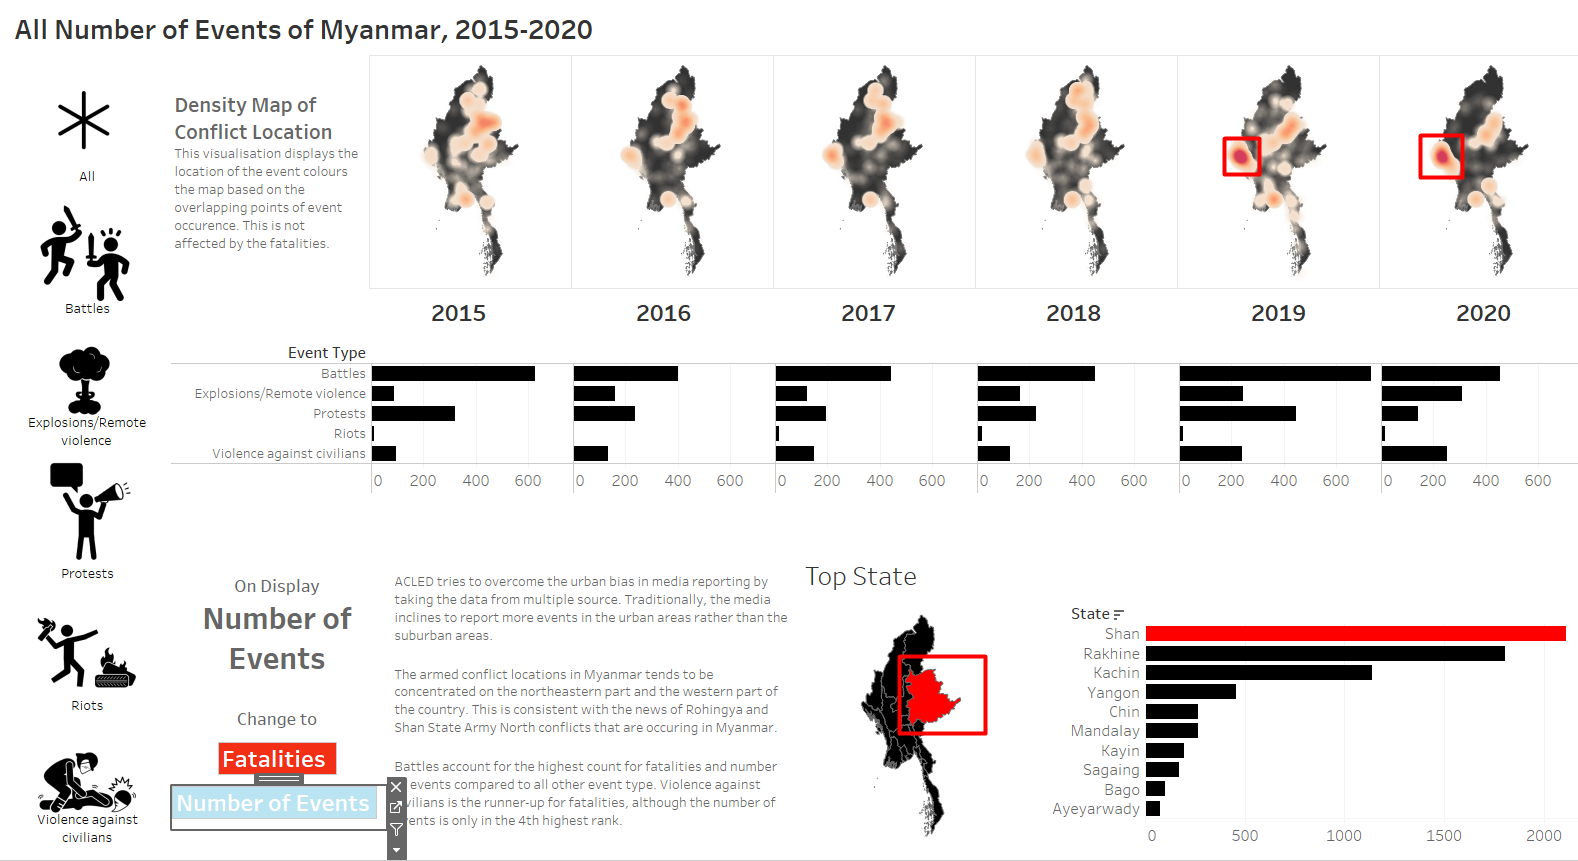 All Number of Events of Myanmar, 2015-2020
All
Battles
Explosions/Remote
violence
Protests
Riots
Violence against
civilians
Density Map of
Conflict Location
This visualisation displays the
location of the event colours
the map based on the
overlapping points of event
occurence. This is not
affected by the fatalities.
2015 2016 2017 2018 2019 2020
Event Type
Battles
Explosions/Remote violence
Protests
Riots
Violence against civilians
0 200 400 600 0 200 400 600 0 200 400 600 0 200 400 600 0 200 400 600 0 200 400 600
On Display
Number of
Events
Change to
Fatalities
Number of Events
ACLED tries to overcome the urban bias in media reporting by
taking the data from multiple source. Traditionally, the media
inclines to report more events in the urban areas rather than the
suburban areas.
The armed conflict locations in Myanmar tends to be
concentrated on the northeastern part and the western part of
the country. This is consistent with the news of Rohingya and
Shan State Army North conflicts that are occuring in Myanmar.
Battles account for the highest count for fatalities and number
events compared to all other event type. Violence against
vilians is the runner-up for fatalities, although the number of
ents is only in the 4th highest rank.
Top State
State
Shan
Rakhine
Kachin
Yangon
Chin
Mandalay
Kayin
Sagaing
Bago
Ayeyarwady
0 500 1000 1500 2000